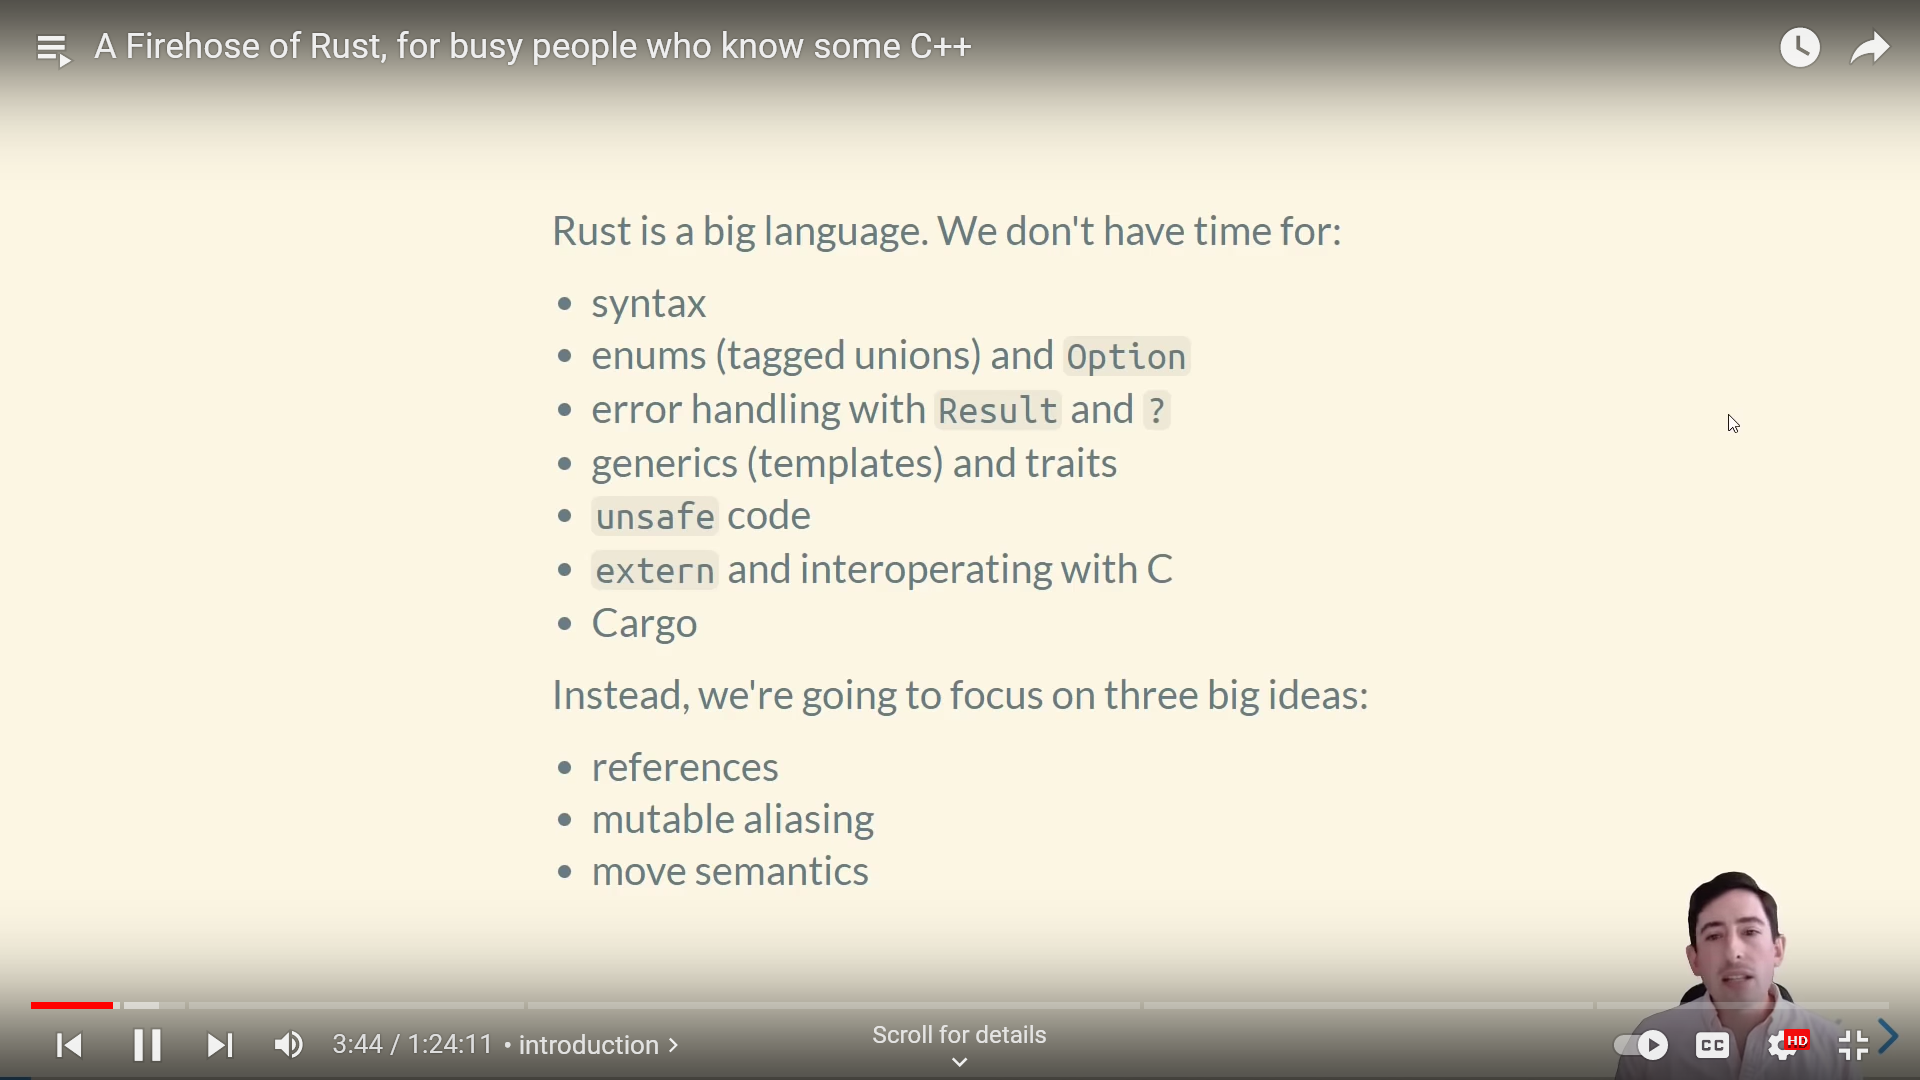 A Firehose of Rust, for busy people who know some C++
Rust is a big language. We don't have time for:
• syntax
• enums (tagged unions) and Option
• error handling with Result and ?
• generics (templates) and traits
• unsafe code
• extern and interoperating with C
• Cargo
Instead, we're going to focus on three big ideas:
• references
• mutable aliasing
• move semantics
Scroll for details
3:44 / 1:24:11 • introduction
CC
HD